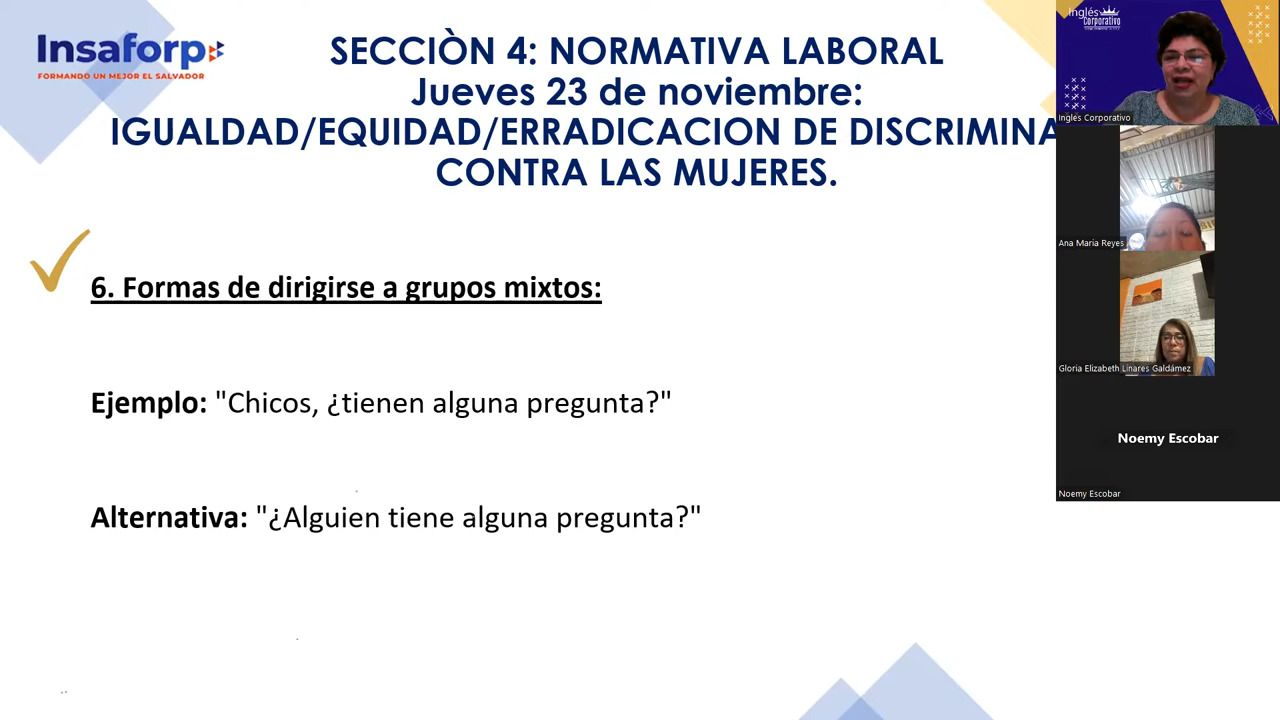 Insaforp
FORMANDO UN MEJOR EL SALVADOR
SECCIÒN 4: NORMATIVA LABORAL
Jueves 23 de noviembre:
IGUALDAD/EQUIDAD/ERRADICACION DE DISCRIMINA
CONTRA LAS MUJERES.
6. Formas de dirigirse a grupos mixtos:
Ejemplo: "Chicos, ¿tienen alguna pregunta?"
Alternativa: "¿Alguien tiene alguna pregunta?"
Inglés
Corporativo
Inglés Corporativo
Ana Maria Reyes
Gloria Elizabeth Linares Galdámez
Noemy Escobar
Noemy Escobar